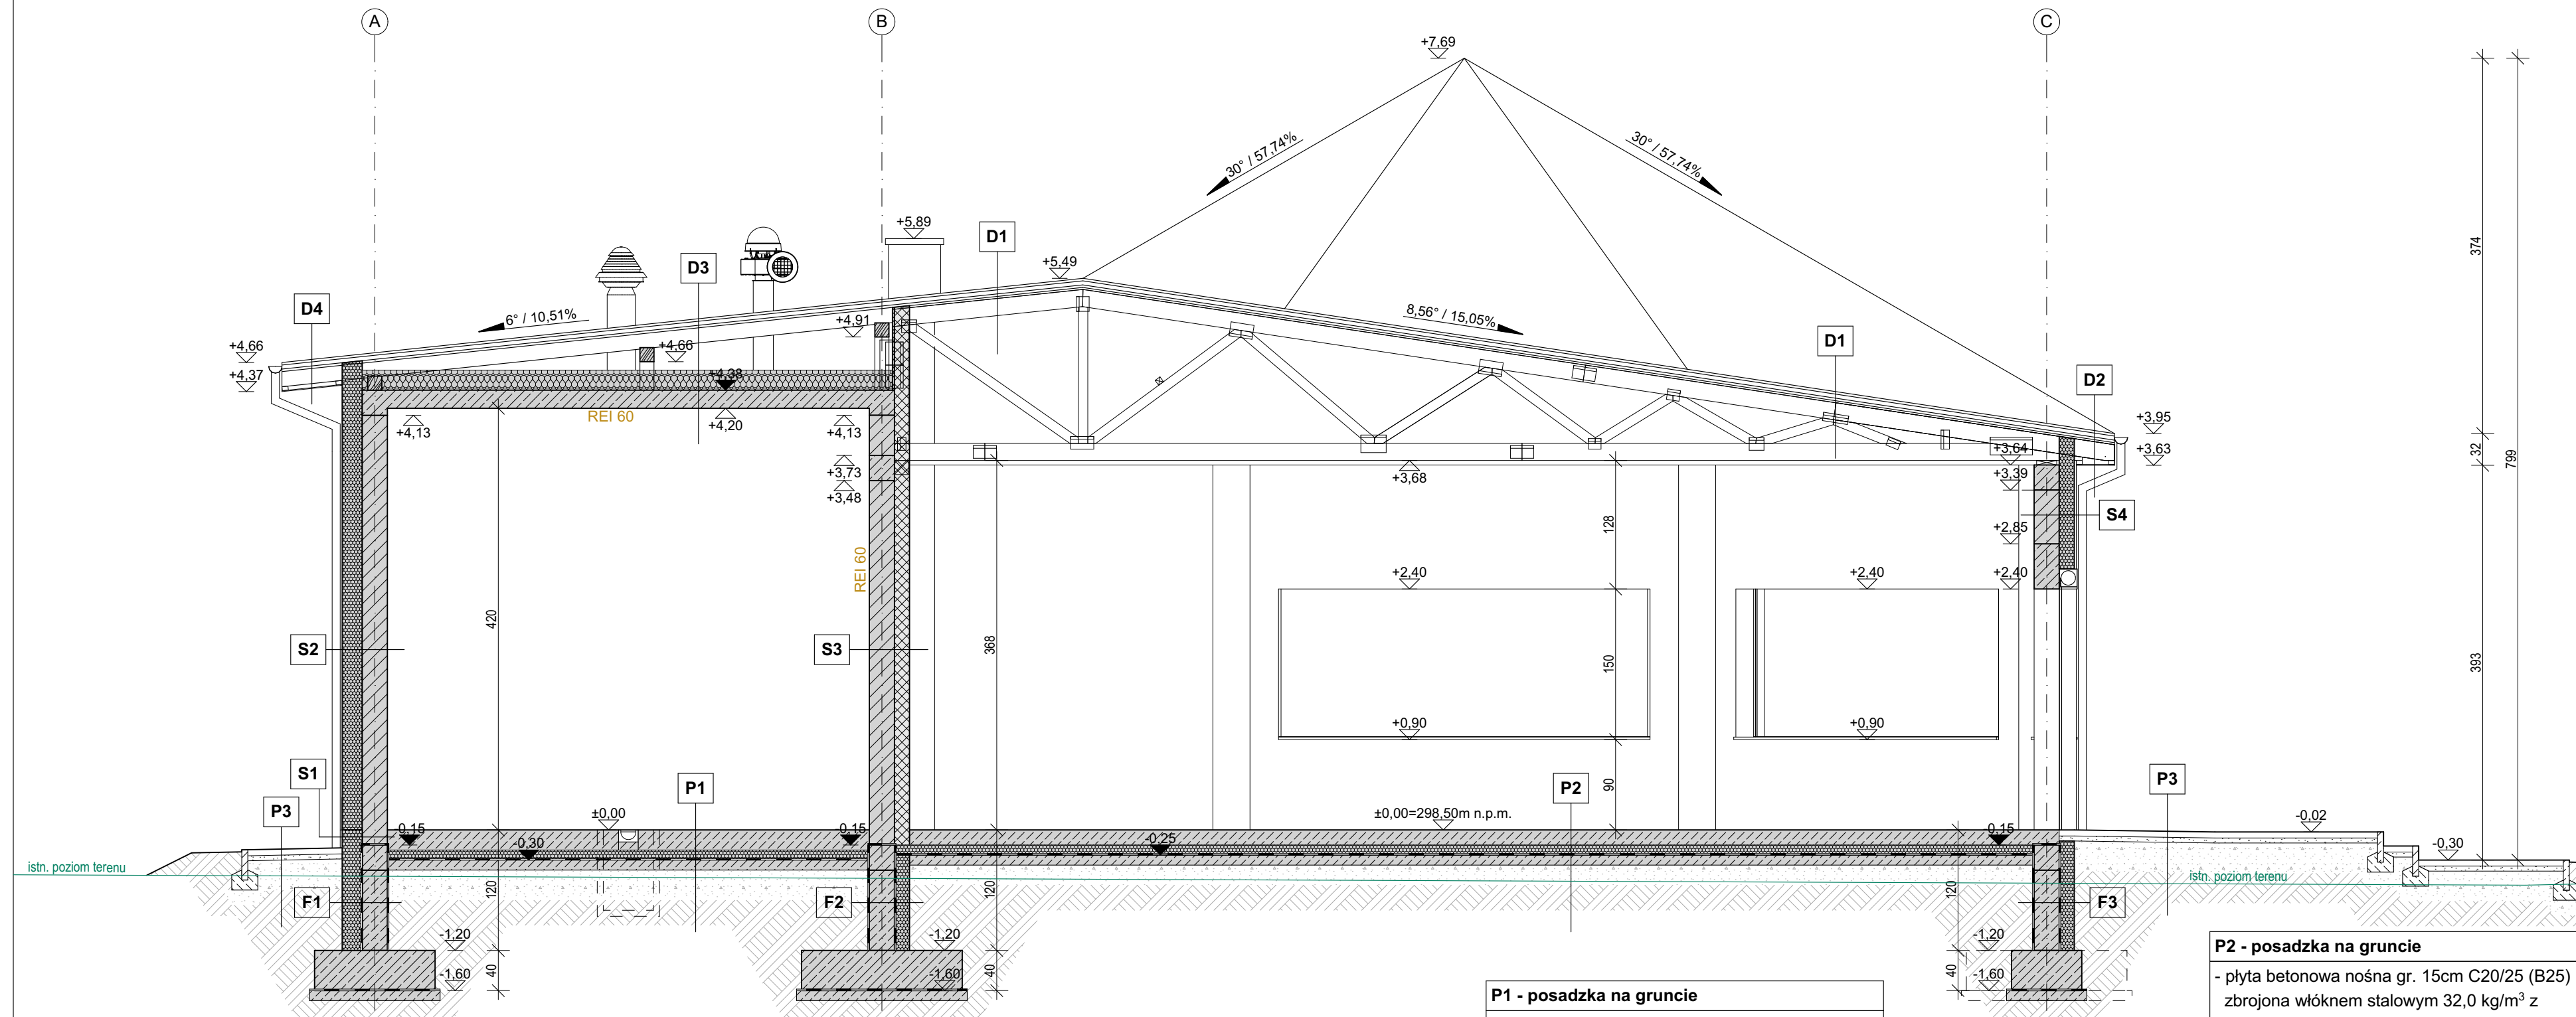 A
B
C
+7,69
30° / 57,74%
30° / 57,74%
374
799
+5,89
D1
D3
+5,49
D4
6° / 10,51%
+4,91
8,56° / 15,05%
D1
+4,66
+4,66
D2
+4,37
+4,38
+3,95
REI 60
+4,13
+4,20
+4,13
+3,64
32
+3,63
+3,73
+3,68
+3,39
+3,48
128
S4
+2,85
REI 60
+2,40
+2,40
+2,40
420
S2
S3
368
150
393
+0,90
+0,90
S1
P1
P2
P3
90
P3
±0,00
±0,00=298,50m n.p.m.
-0,02
-0,15
-0,15
-0,15
-0,30
-0,25
-0,30
istn. poziom terenu
istn. poziom terenu
120
120
120
F1
F2
F3
-1,20
-1,20
-1,20
40
40
40
-1,60
-1,60
-1,60
P2 - posadzka na gruncie
- płyta betonowa nośna gr. 15cm C20/25 (B25)
zbrojona włóknem stalowym 32,0 kg/m³ z
P1 - posadzka na gruncie